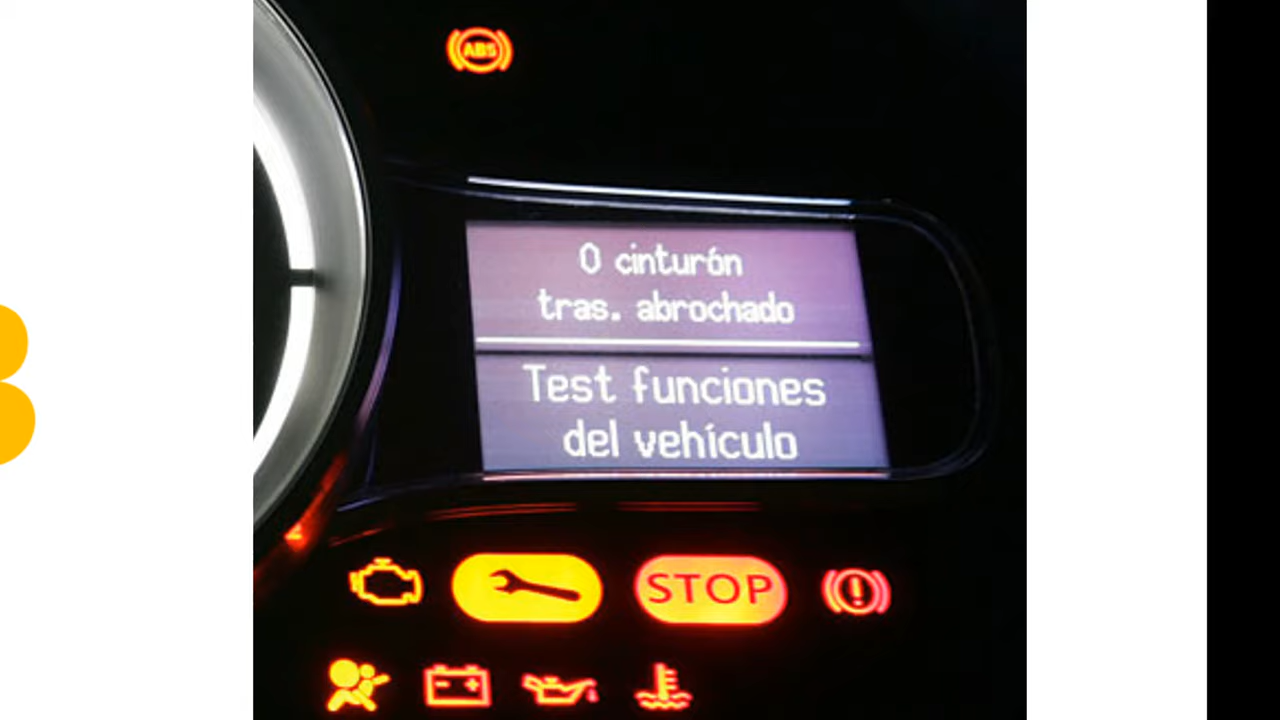 ABS
0 cinturón
tras. abrochado
Test funciones
del vehículo
STOP